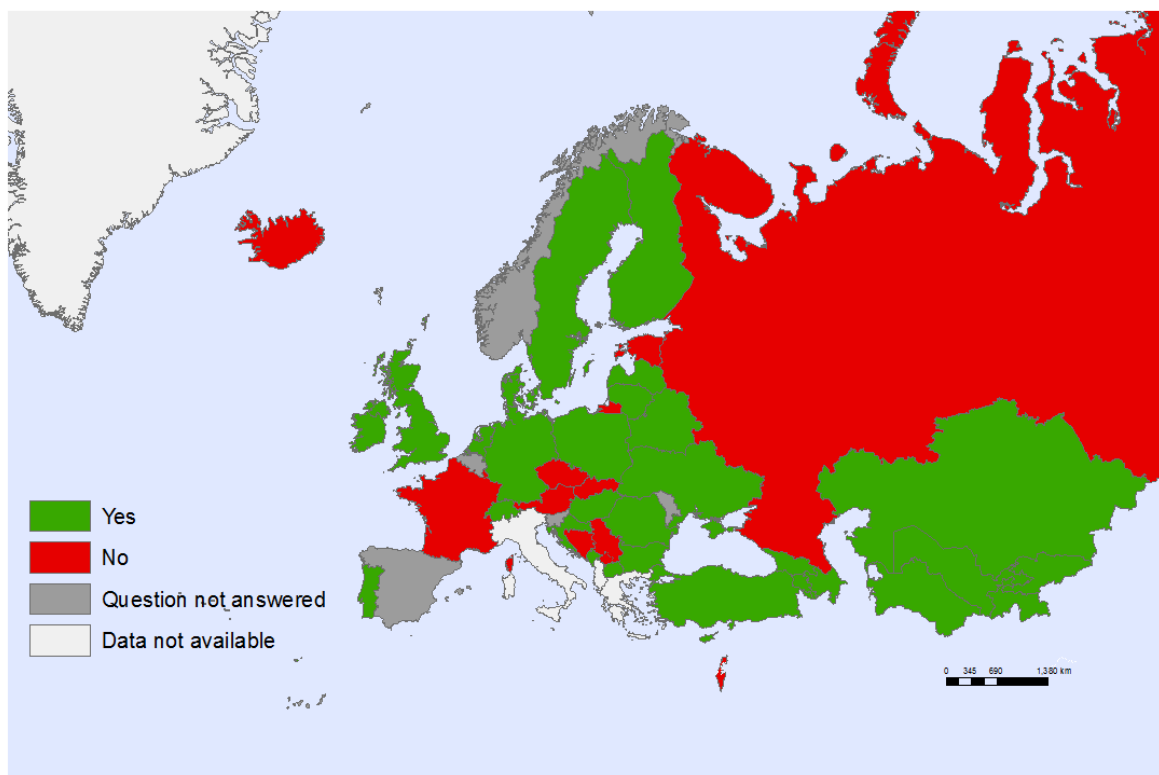 Yes
No
Question not answered
Data not available
0 345 690 1,380 km